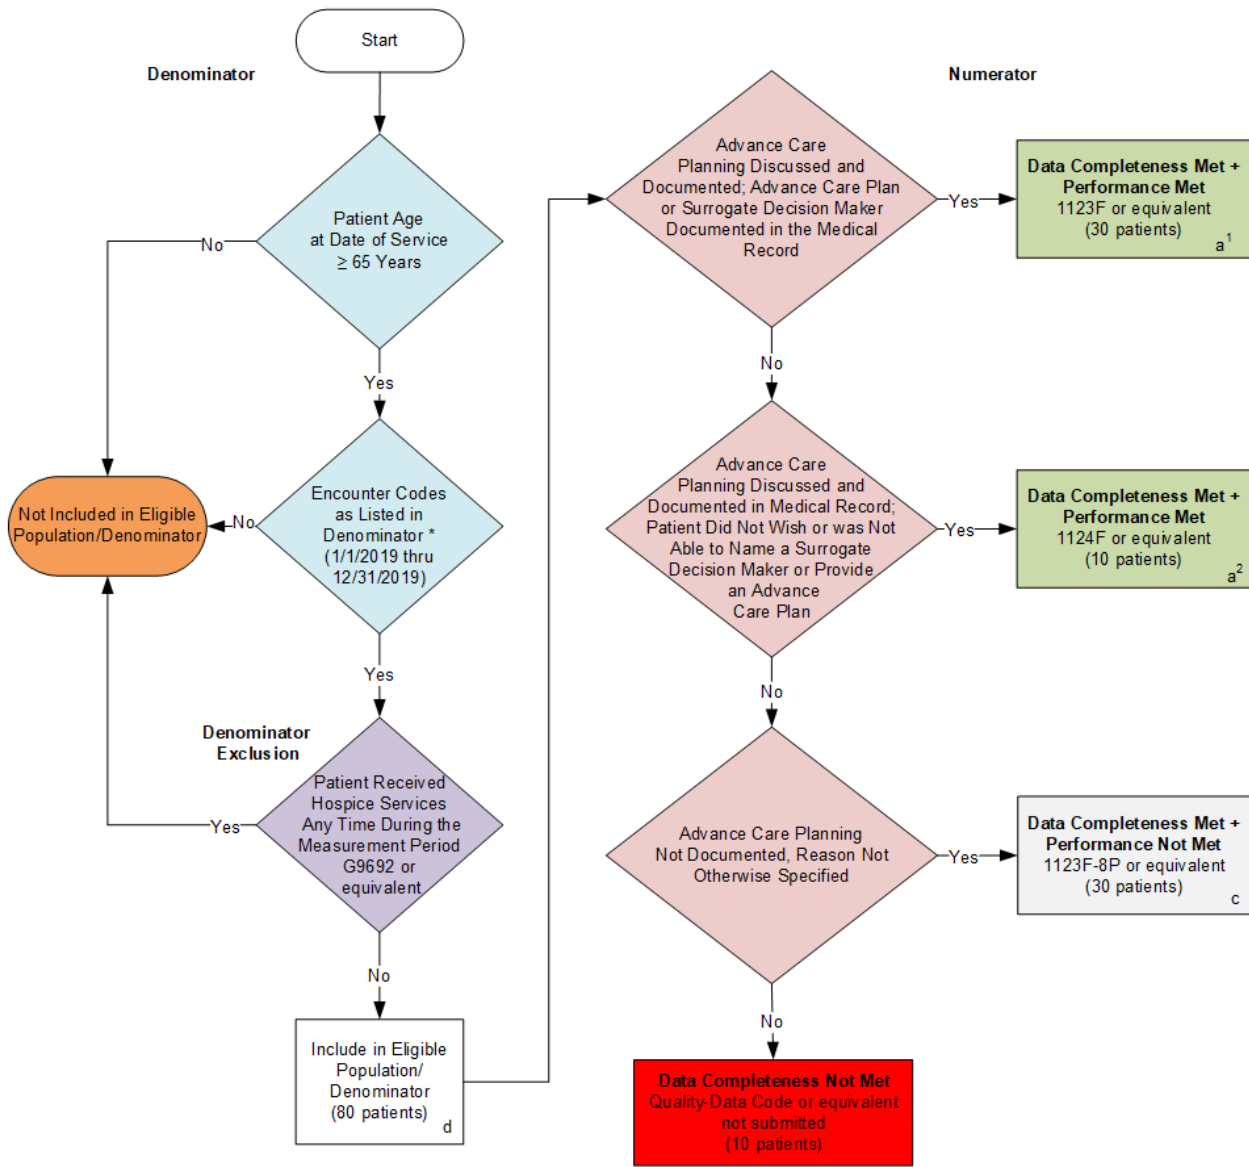 Start
Denominator
Patient Age
at Date of Service
≥ 65 Years
No
Yes
Encounter Codes
as Listed in
Denominator *
(1/1/2019 thru
12/31/2019)
No
Not Included in Eligible
Population/Denominator
Yes
Denominator
Exclusion
Patient Received
Hospice Services
Any Time During the
Measurement Period
G9692 or
equivalent
Yes
No
Include in Eligible
Population/
Denominator
(80 patients)
d
Numerator
Advance Care
Planning Discussed and
Documented; Advance Care Plan
or Surrogate Decision Maker
Documented in the Medical
Record
Yes
Data Completeness Met +
Performance Met
1123F or equivalent
(30 patients)
a¹
No
Advance Care
Planning Discussed and
Documented in Medical Record;
Patient Did Not Wish or was Not
Able to Name a Surrogate
Decision Maker or Provide
an Advance
Care Plan
Yes
Data Completeness Met +
Performance Met
1124F or equivalent
(10 patients)
a²
No
Advance Care Planning
Not Documented, Reason Not
Otherwise Specified
Yes
Data Completeness Met +
Performance Not Met
1123F-8P or equivalent
(30 patients)
c
No
Data Completeness Not Met
Quality-Data Code or equivalent
not submitted
(10 patients)